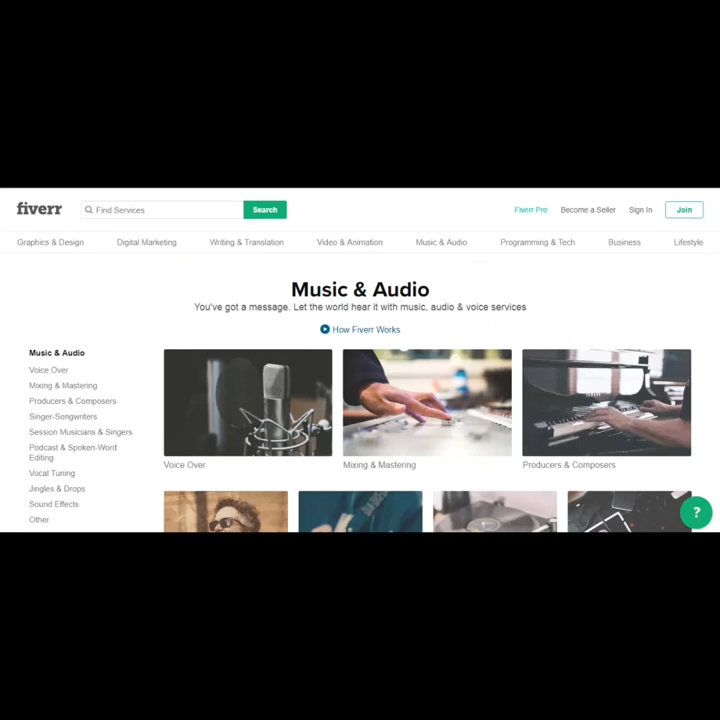 fiverr Find Services Search Fiverr Pro Become a Seller Sign In Join
Graphics & Design Digital Marketing Writing & Translation Video & Animation Music & Audio Programming & Tech Business Lifestyle
Music & Audio
You've got a message. Let the world hear it with music, audio & voice services
How Fiverr Works
Music & Audio
Voice Over
Mixing & Mastering
Producers & Composers
Singer-Songwriters
Session Musicians & Singers
Podcast & Spoken-Word
Editing
Vocal Tuning
Jingles & Drops
Sound Effects
Other
Voice Over Mixing & Mastering Producers & Composers
?